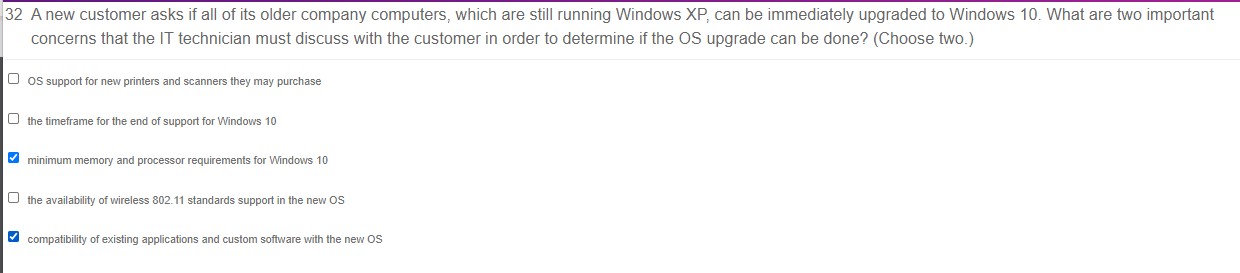 32 A new customer asks if all of its older company computers, which are still running Windows XP, can be immediately upgraded to Windows 10. What are two important
concerns that the IT technician must discuss with the customer in order to determine if the OS upgrade can be done? (Choose two.)
OS support for new printers and scanners they may purchase
the timeframe for the end of support for Windows 10
minimum memory and processor requirements for Windows 10
the availability of wireless 802.11 standards support in the new OS
compatibility of existing applications and custom software with the new OS